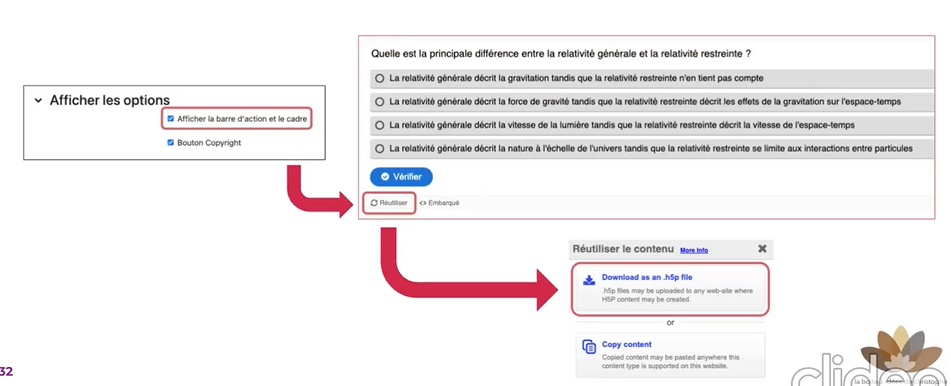 Afficher les options
Afficher la barre d'action et le cadre
Bouton Copyright
Quelle est la principale différence entre la relativité générale et la relativité restreinte ?
La relativité générale décrit la gravitation tandis que la relativité restreinte n'en tient pas compte
La relativité générale décrit la force de gravité tandis que la relativité restreinte décrit les effets de la gravitation sur l'espace-temps
La relativité générale décrit la vitesse de la lumière tandis que la relativité restreinte décrit la vitesse de l'espace-temps
La relativité générale décrit la nature à l'échelle de l'univers tandis que la relativité restreinte se limite aux interactions entre particules
Vérifier
Réutiliser <> Embarqué
Réutiliser le contenu More Info
Download as an .h5p file
.h5p files may be uploaded to any web-site where
H5P content may be created.
or
Copy content
Copied content may be pasted anywhere this
content type is supported on this website.
32
clideo